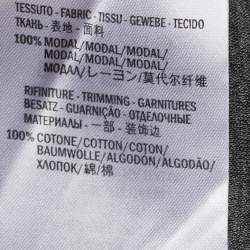 TESSUTO - FABRIC - TISSU - GEWEBE - TECIDO
ТКАНЬ - 表地 - 面料
100% MODAL/MODAL/MODAL/
MODAL/MODAL/MODAL/
МОДАЛ/レーヨン/莫代尔纤维
RIFINITURE - TRIMMING - GARNITURES
BESATZ - GUARNIÇÃO - ОТДЕЛОЧНЫЕ
МАТЕРИАЛЫ - 一部 - 装饰边
100% COTONE/COTTON/COTON/
BAUMWOLLE/ALGODÓN/ALGODÃO/
ХЛОПОК/綿/棉